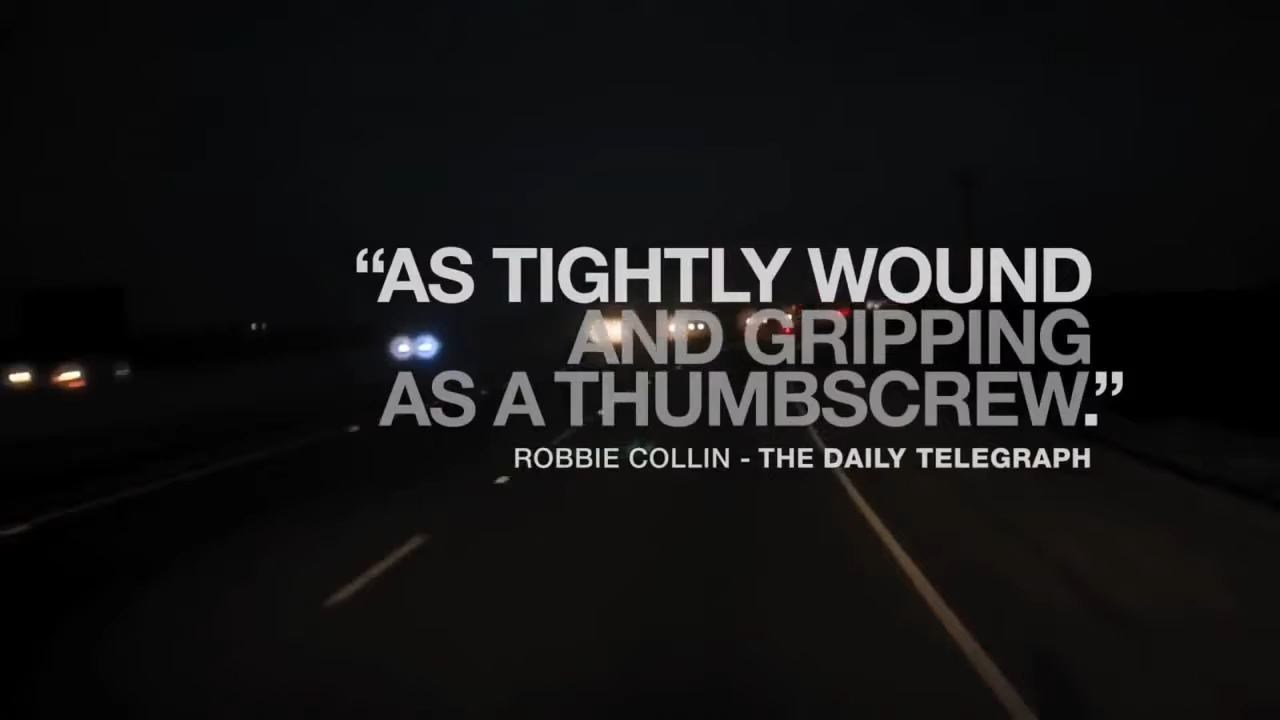 “AS TIGHTLY WOUND
AND GRIPPING
AS A THUMBSCREW.”
ROBBIE COLLIN - THE DAILY TELEGRAPH